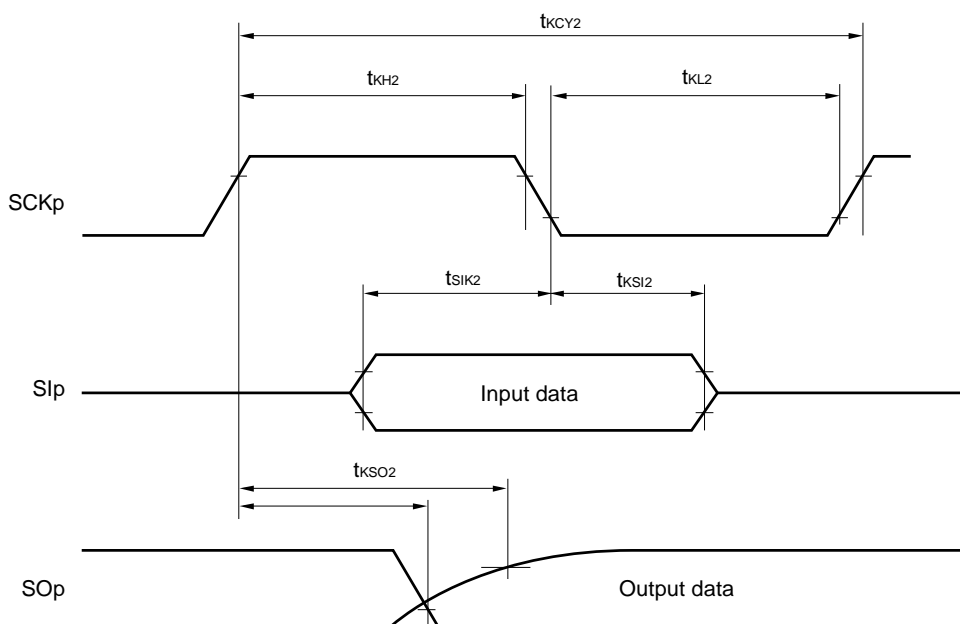 tKCY2
tKH2
tKL2
SCKp
tSIK2
tKSI2
SIp
Input data
tKSO2
SOp
Output data